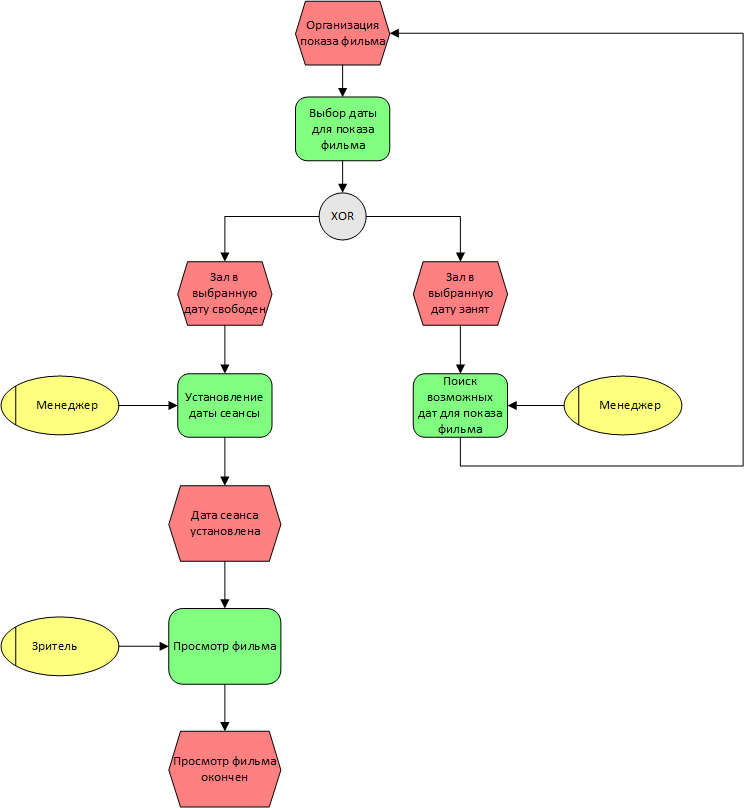 Организация
показа фильма
Выбор даты
для показа
фильма
XOR
Зал в
выбранную
дату свободен
Зал в
выбранную
дату занят
Менеджер
Установление
даты сеансы
Поиск
возможных
дат для показа
фильма
Менеджер
Дата сеанса
установлена
Зритель
Просмотр фильма
Просмотр фильма
окончен